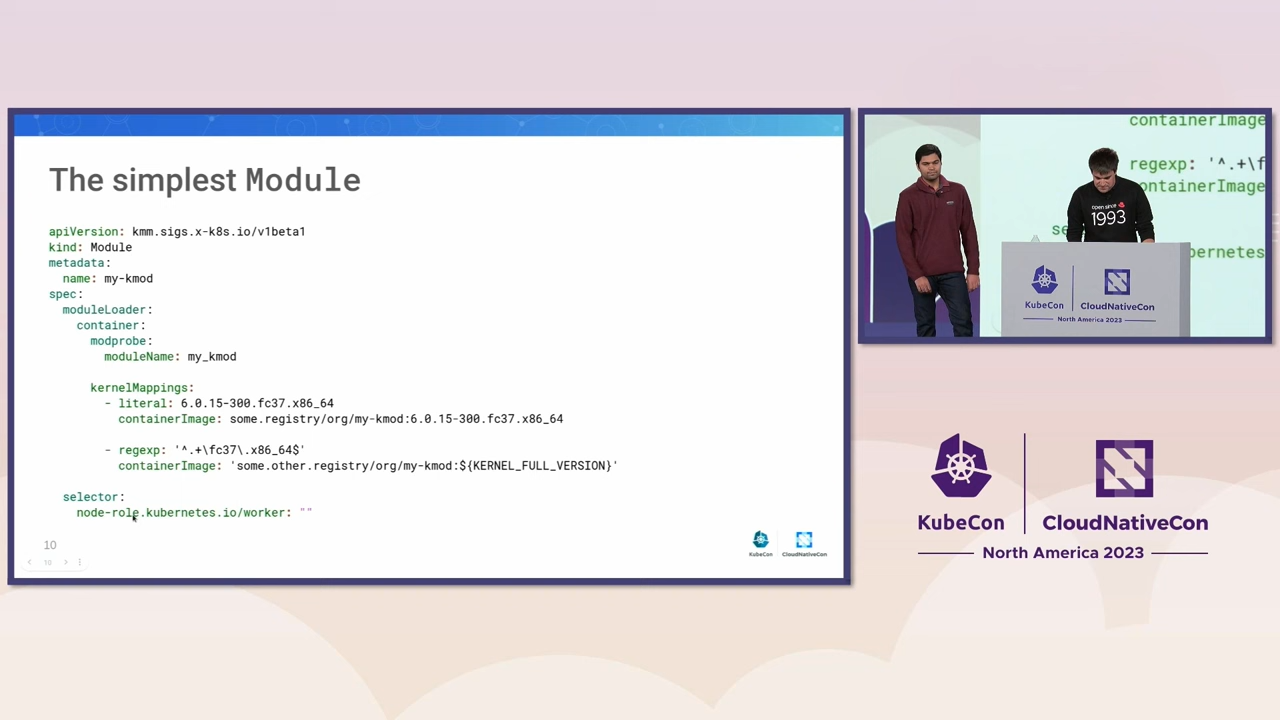 The simplest Module
apiVersion: kmm.sigs.x-k8s.io/v1beta1
kind: Module
metadata:
name: my-kmod
spec:
moduleLoader:
container:
modprobe:
moduleName: my_kmod
kernelMappings:
- literal: 6.0.15-300.fc37.x86_64
containerImage: some.registry/org/my-kmod:6.0.15-300.fc37.x86_64
- regexp: '^.+\fc37\.x86_64$'
containerImage: 'some.other.registry/org/my-kmod:${KERNEL_FULL_VERSION}'
selector:
node-role.kubernetes.io/worker: ""
10
10
KubeCon
CloudNativeCon
containerImage
regexp: '^.+\f
ontainerImage
se
bernetes
open since
1993
KubeCon
CloudNativeCon
North America 2023
KubeCon
CloudNativeCon
North America 2023